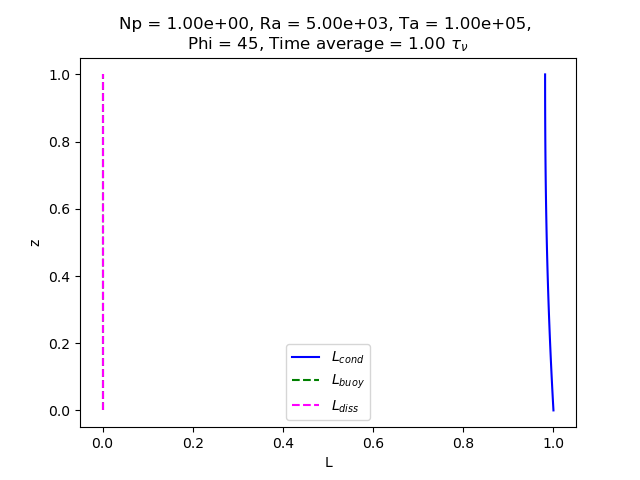 Np = 1.00e+00, Ra = 5.00e+03, Ta = 1.00e+05,
Phi = 45, Time average = 1.00 τ_ν
1.0
0.8
z
0.6
0.4
0.2
0.0
L_cond
L_buoy
L_diss
0.0 0.2 0.4 0.6 0.8 1.0
L